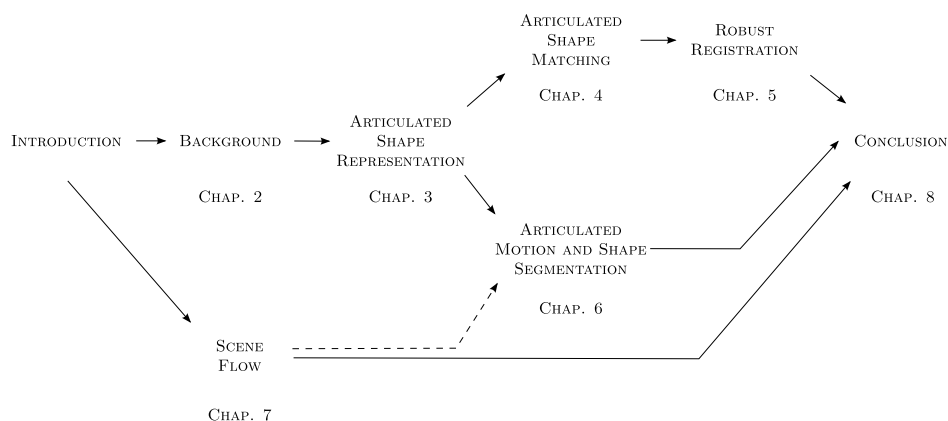 Introduction
Background
Chap. 2
Articulated
Shape
Representation
Chap. 3
Articulated
Shape
Matching
Chap. 4
Robust
Registration
Chap. 5
Articulated
Motion and Shape
Segmentation
Chap. 6
Scene
Flow
Chap. 7
Conclusion
Chap. 8